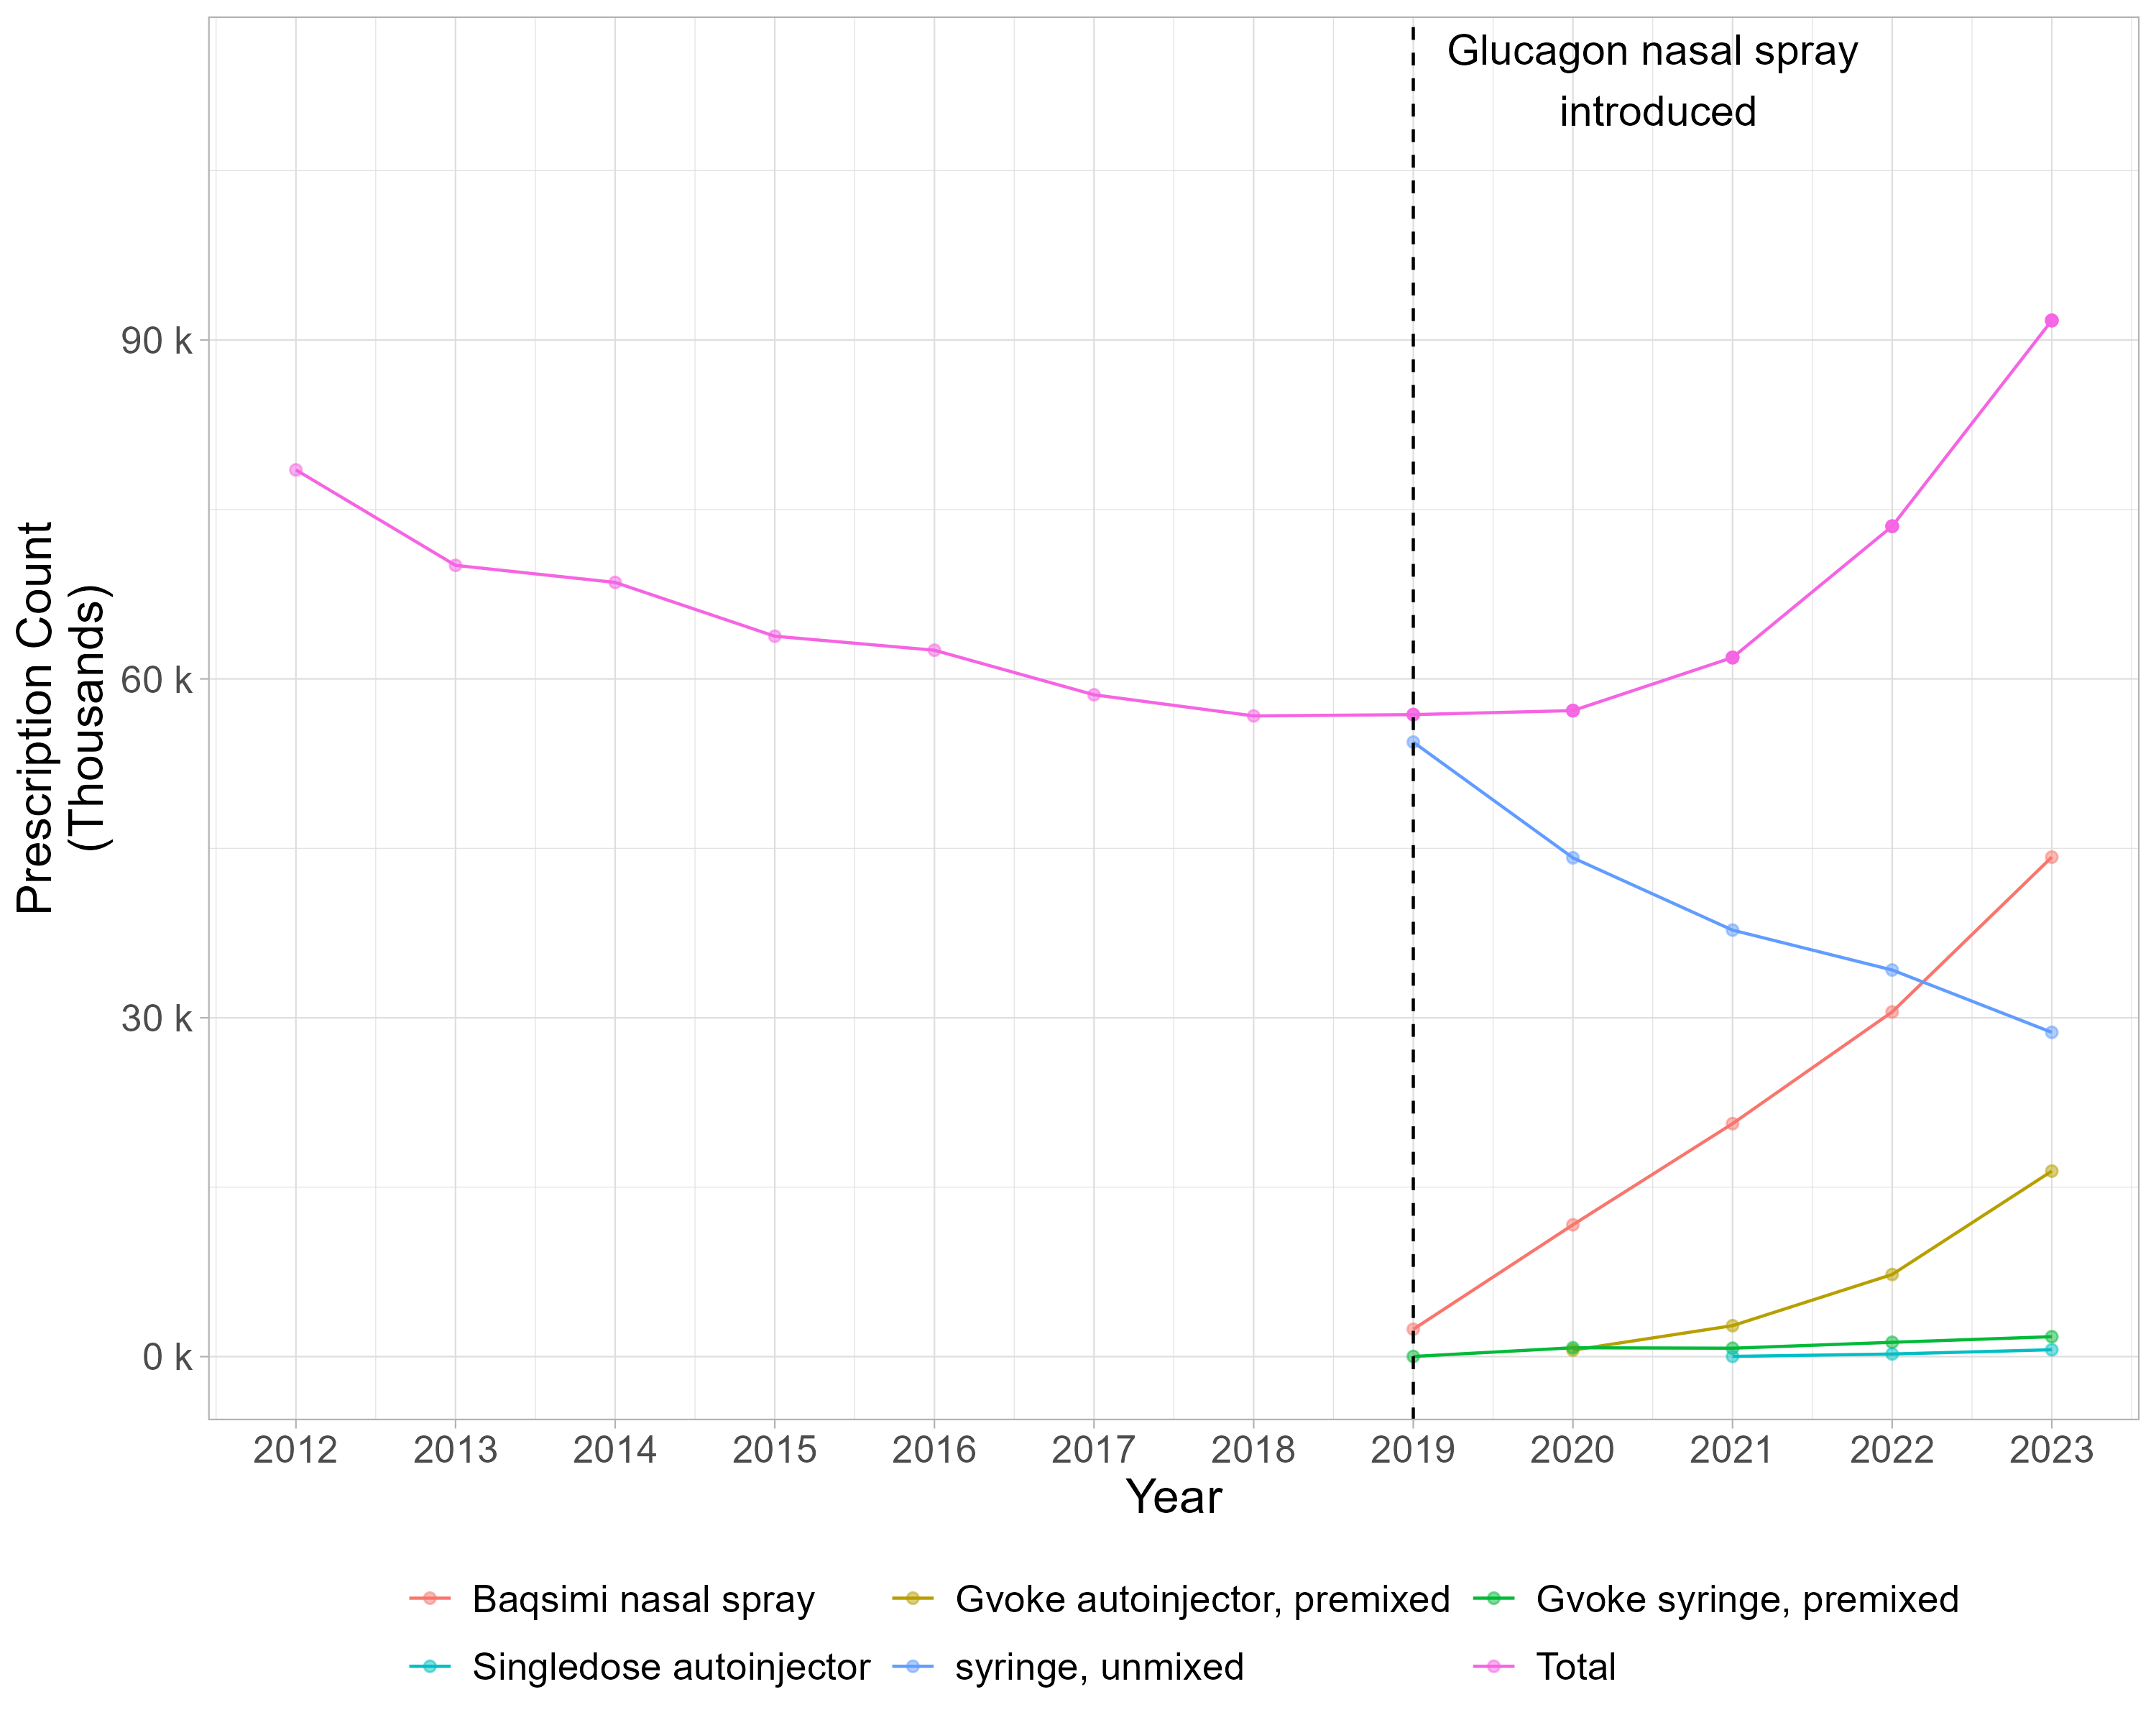 Glucagon nasal spray
introduced
90 k
60 k
30 k
0 k
Prescription Count
(Thousands)
2012 2013 2014 2015 2016 2017 2018 2019 2020 2021 2022 2023
Year
Baqsimi nasal spray Gvoke autoinjector, premixed Gvoke syringe, premixed
Singledose autoinjector syringe, unmixed Total